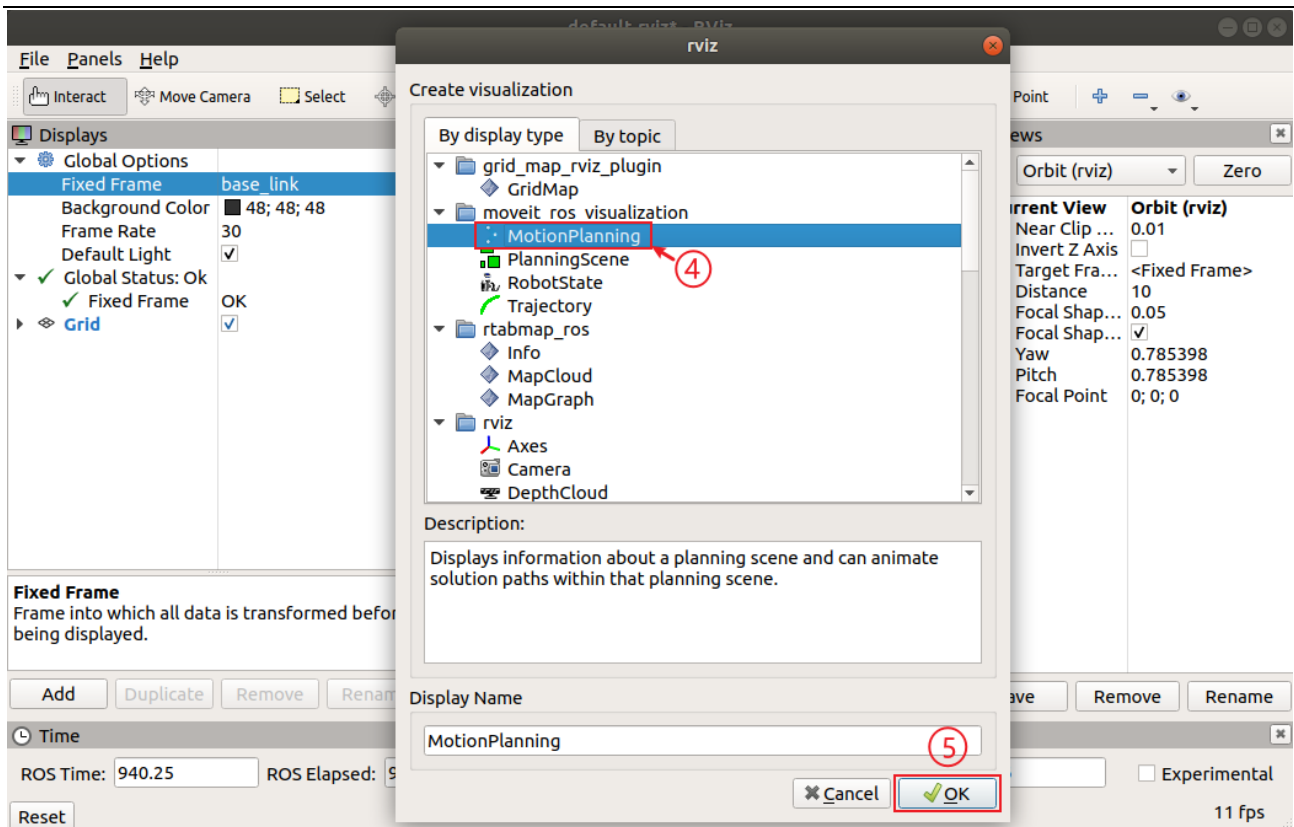 default.rviz* - RViz
rviz
File Panels Help
Interact Move Camera Select
Point
Create visualization
By display type By topic
grid_map_rviz_plugin
GridMap
moveit_ros_visualization
MotionPlanning
④
PlanningScene
RobotState
Trajectory
rtabmap_ros
Info
MapCloud
MapGraph
rviz
Axes
Camera
DepthCloud
Description:
Displays information about a planning scene and can animate
solution paths within that planning scene.
Display Name
MotionPlanning
⑤
Cancel OK
Displays
Global Options
Fixed Frame base_link
Background Color 48; 48; 48
Frame Rate 30
Default Light ✓
Global Status: Ok
Fixed Frame OK
Grid ✓
Fixed Frame
Frame into which all data is transformed befor
being displayed.
Add Duplicate Remove Renam
ews
Orbit (rviz) Zero
rrent View Orbit (rviz)
Near Clip … 0.01
Invert Z Axis
Target Fra… <Fixed Frame>
Distance 10
Focal Shap… 0.05
Focal Shap… ✓
Yaw 0.785398
Pitch 0.785398
Focal Point 0; 0; 0
ave Remove Rename
Time
ROS Time: 940.25 ROS Elapsed: 9
Experimental
Reset
11 fps